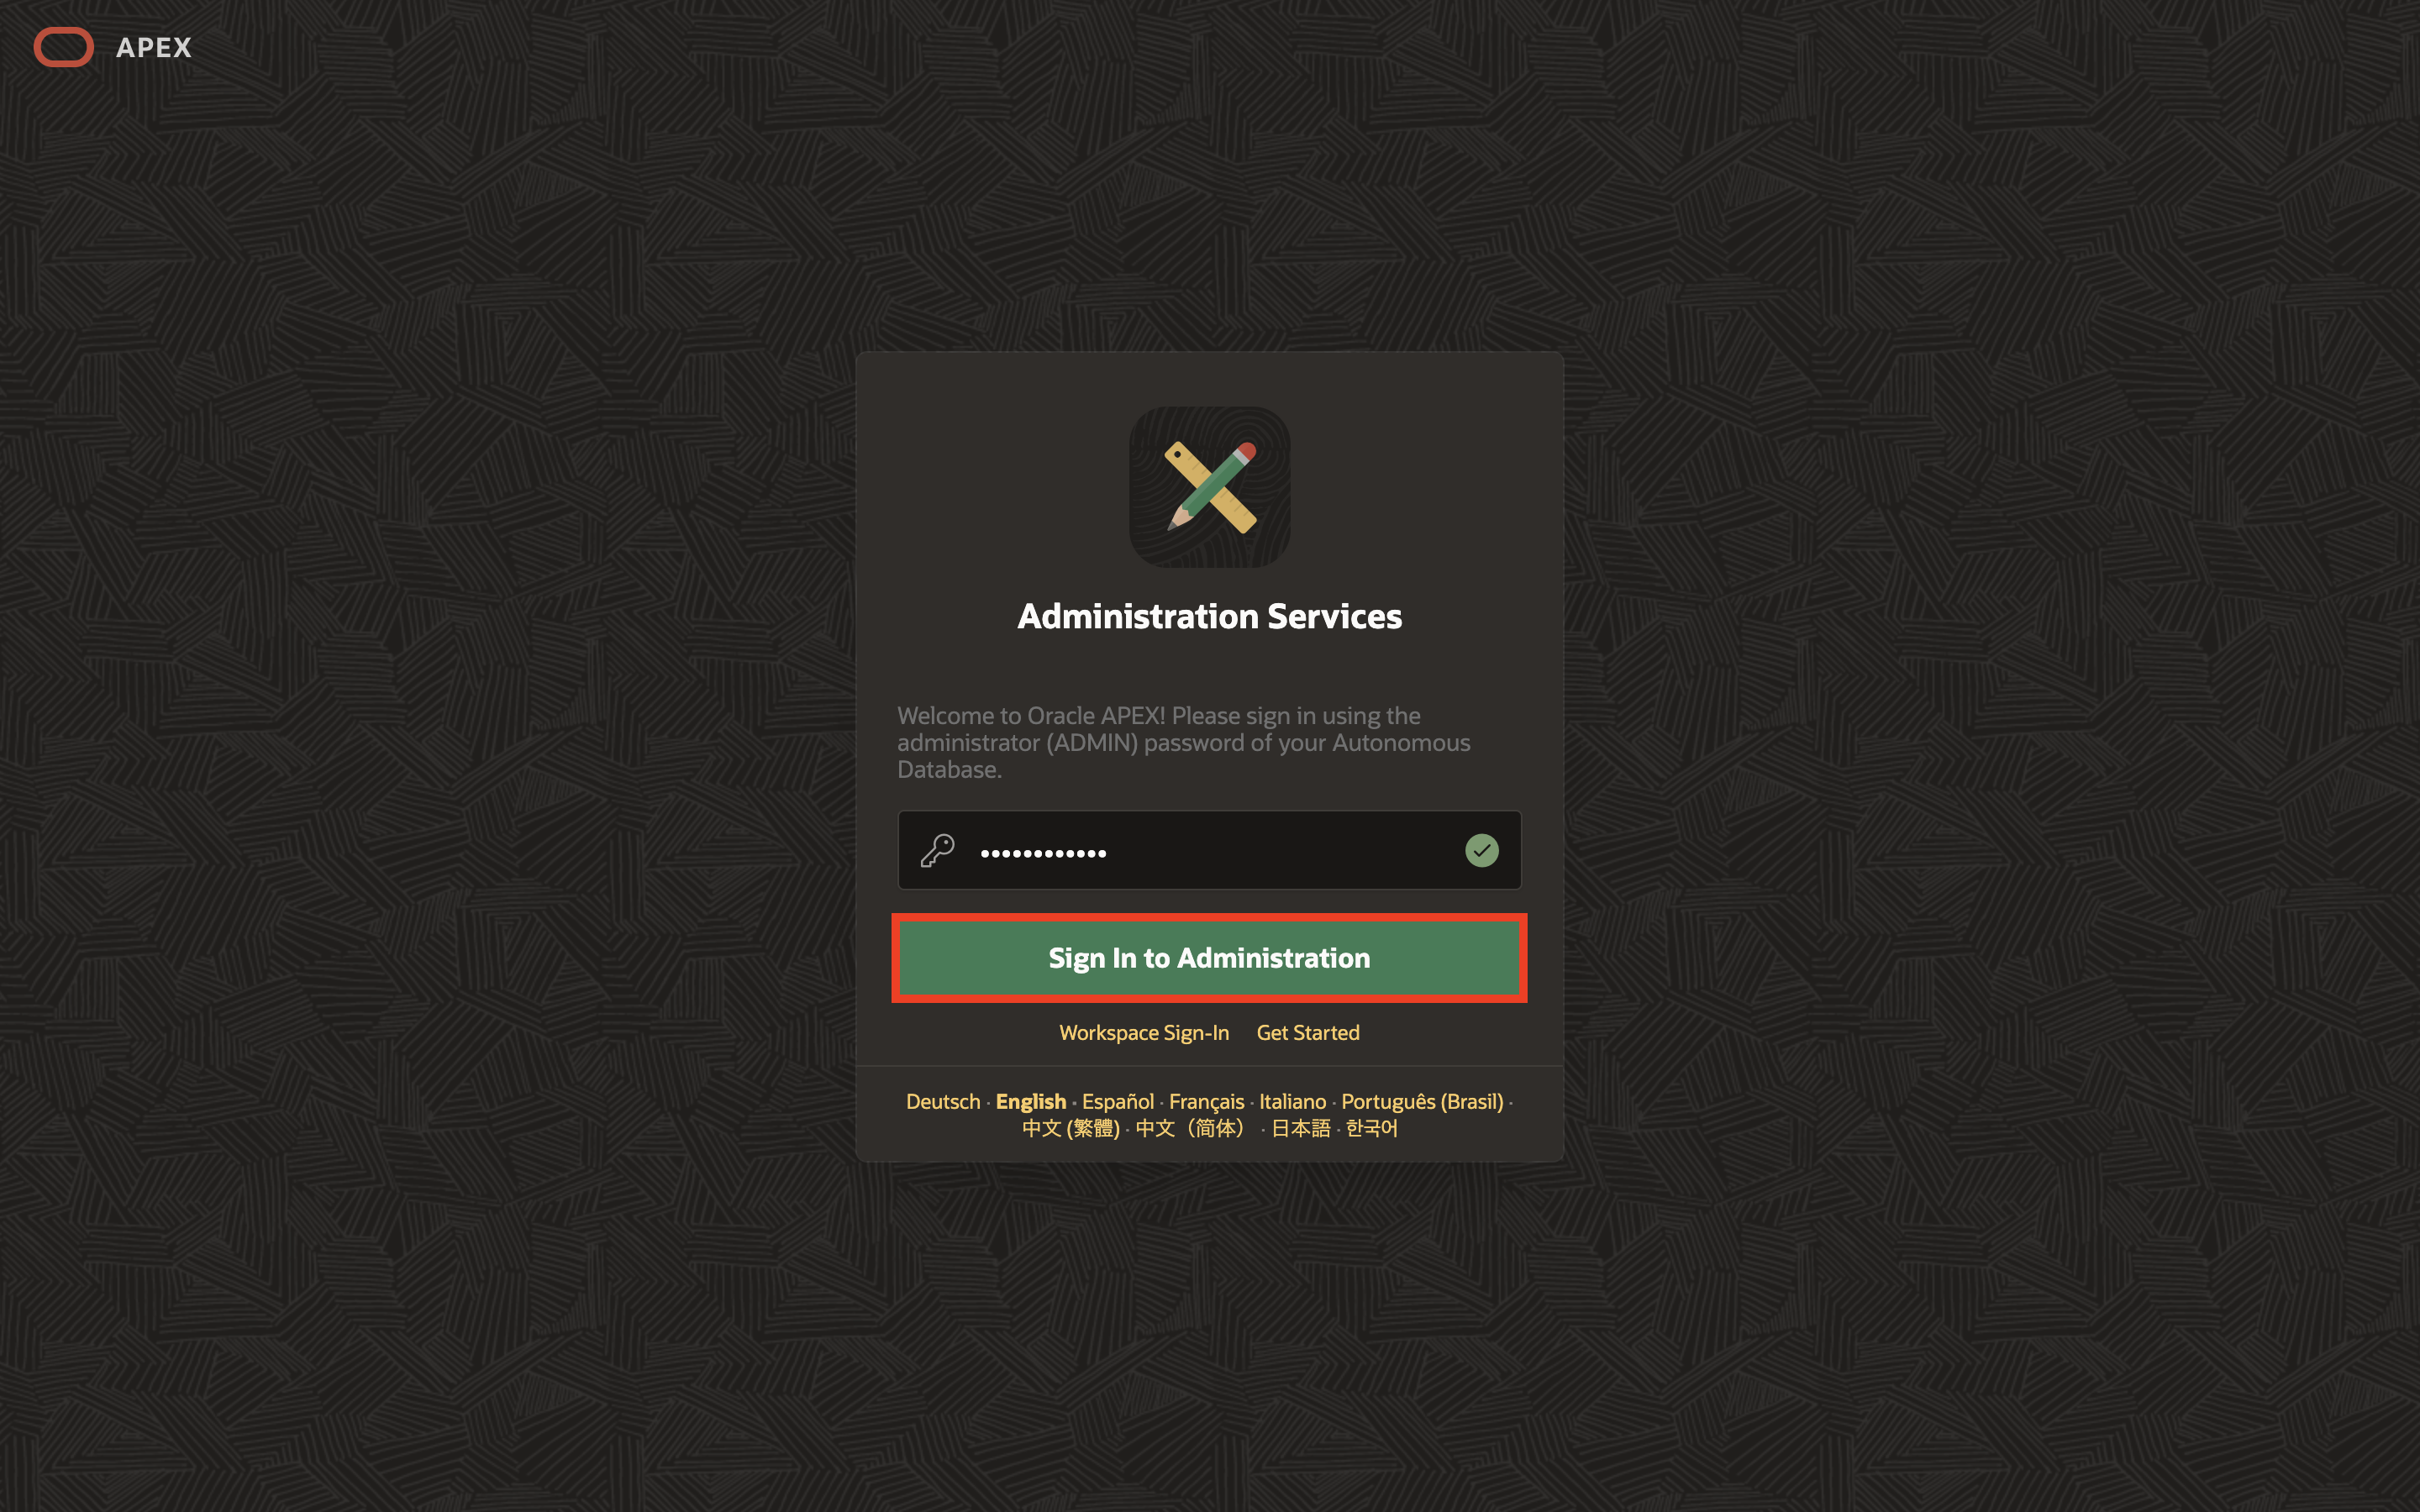 APEX
Administration Services
Welcome to Oracle APEX! Please sign in using the
administrator (ADMIN) password of your Autonomous
Database.
••••••••••••
Sign In to Administration
Workspace Sign-In Get Started
Deutsch · English · Español · Français · Italiano · Português (Brasil) ·
中文 (繁體) · 中文（简体） · 日本語 · 한국어